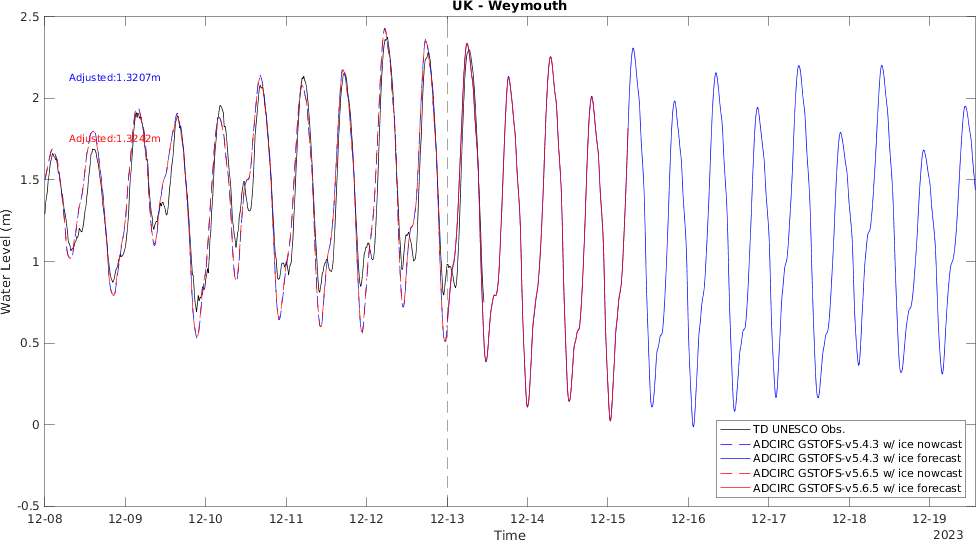 UK - Weymouth
2.5
2
1.5
1
0.5
0
-0.5
Water Level (m)
Adjusted:1.3207m
Adjusted:1.3242m
TD UNESCO Obs.
ADCIRC GSTOFS-v5.4.3 w/ ice nowcast
ADCIRC GSTOFS-v5.4.3 w/ ice forecast
ADCIRC GSTOFS-v5.6.5 w/ ice nowcast
ADCIRC GSTOFS-v5.6.5 w/ ice forecast
12-08 12-09 12-10 12-11 12-12 12-13 12-14 12-15 12-16 12-17 12-18 12-19
Time
2023